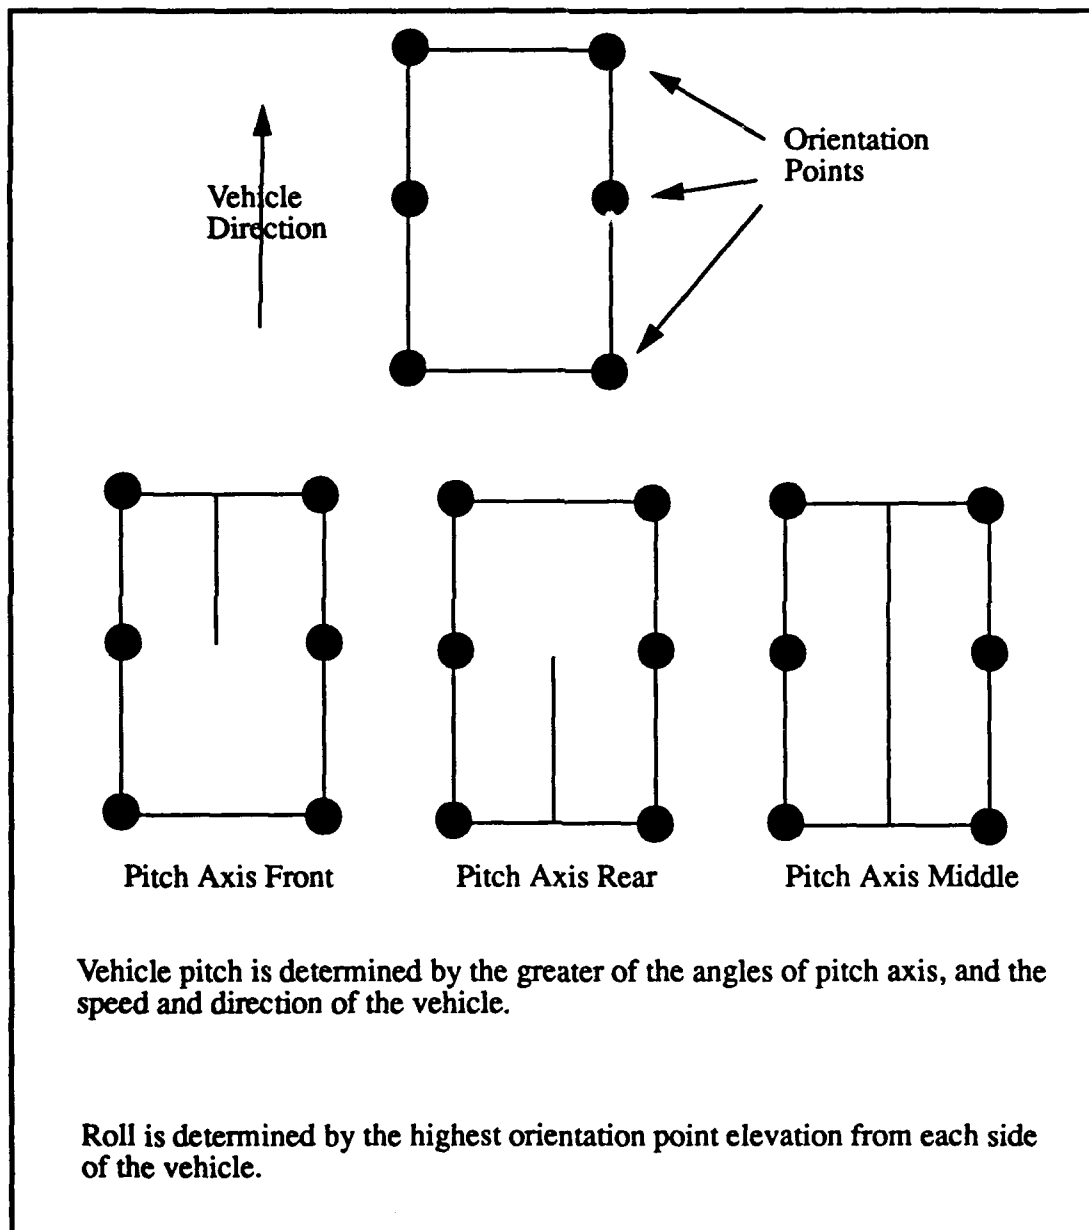 Orientation
Points
Vehicle
Direction
Pitch Axis Front
Pitch Axis Rear
Pitch Axis Middle
Vehicle pitch is determined by the greater of the angles of pitch axis, and the
speed and direction of the vehicle.
Roll is determined by the highest orientation point elevation from each side
of the vehicle.